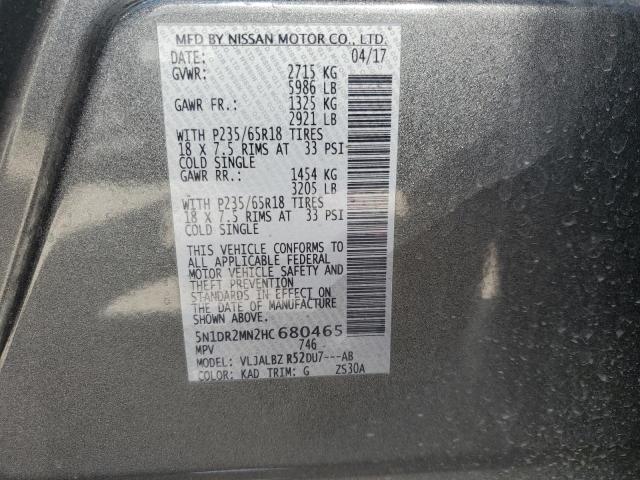 MFD BY NISSAN MOTOR CO., LTD.
DATE: 04/17
GVWR: 2715 KG
5986 LB
GAWR FR.: 1325 KG
2921 LB
WITH P235/65R18 TIRES
18 X 7.5 RIMS AT 33 PSI
COLD SINGLE
GAWR RR.: 1454 KG
3205 LB
WITH P235/65R18 TIRES
18 X 7.5 RIMS AT 33 PSI
COLD SINGLE
THIS VEHICLE CONFORMS TO
ALL APPLICABLE FEDERAL
MOTOR VEHICLE SAFETY AND
THEFT PREVENTION
STANDARDS IN EFFECT ON
THE DATE OF MANUFACTURE
SHOWN ABOVE.
5N1DR2MN2HC680465
MPV 746
MODEL: VLJALBZ R52DU7---AB
COLOR: KAD TRIM: G ZS30A